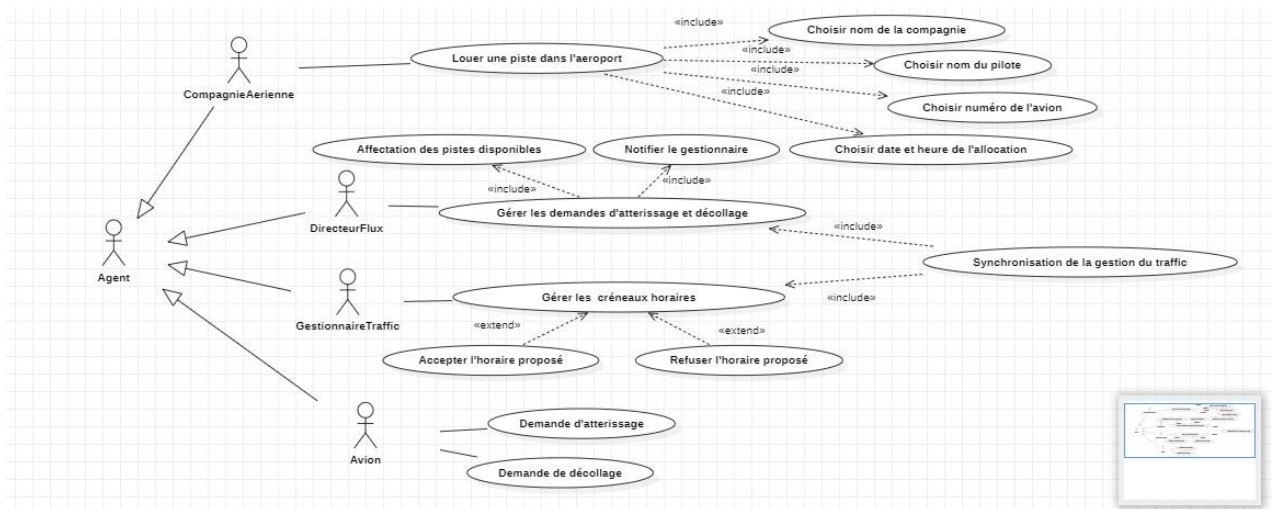 «include»
Choisir nom de la compagnie
Louer une piste dans l'aeroport
«include»
Choisir nom du pilote
«include»
CompagnieAerienne
«include»
Choisir numéro de l'avion
Affectation des pistes disponibles
Notifier le gestionnaire
Choisir date et heure de l'allocation
«include»
«include»
DirecteurFlux
Gérer les demandes d'atterissage et décollage
«include»
Agent
Synchronisation de la gestion du traffic
GestionnaireTraffic
Gérer les créneaux horaires
«include»
«extend»
«extend»
Accepter l'horaire proposé
Refuser l'horaire proposé
Avion
Demande d'atterissage
Demande de décollage